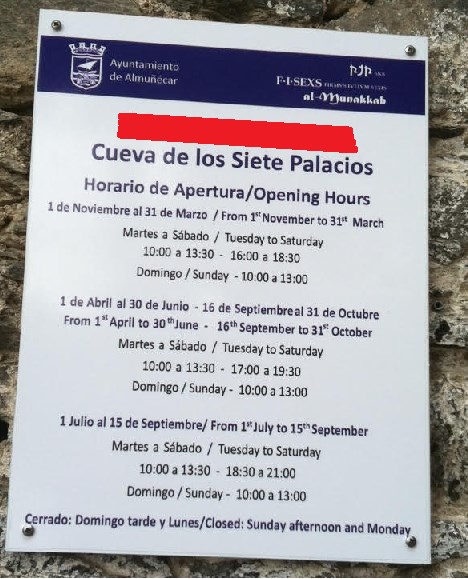 Ayuntamiento
de Almuñécar
F·I·SEXS
al-Munakkab
Cueva de los Siete Palacios
Horario de Apertura/Opening Hours
1 de Noviembre al 31 de Marzo / From 1st November to 31st March
Martes a Sábado / Tuesday to Saturday
10:00 a 13:30 - 16:00 a 18:30
Domingo / Sunday - 10:00 a 13:00
1 de Abril al 30 de Junio - 16 de Septiembre al 31 de Octubre
From 1st April to 30th June - 16th September to 31st October
Martes a Sábado / Tuesday to Saturday
10:00 a 13:30 - 17:00 a 19:30
Domingo / Sunday - 10:00 a 13:00
1 Julio al 15 de Septiembre/ From 1st July to 15th September
Martes a Sábado / Tuesday to Saturday
10:00 a 13:30 - 18:30 a 21:00
Domingo / Sunday - 10:00 a 13:00
Cerrado: Domingo tarde y Lunes/Closed: Sunday afternoon and Monday